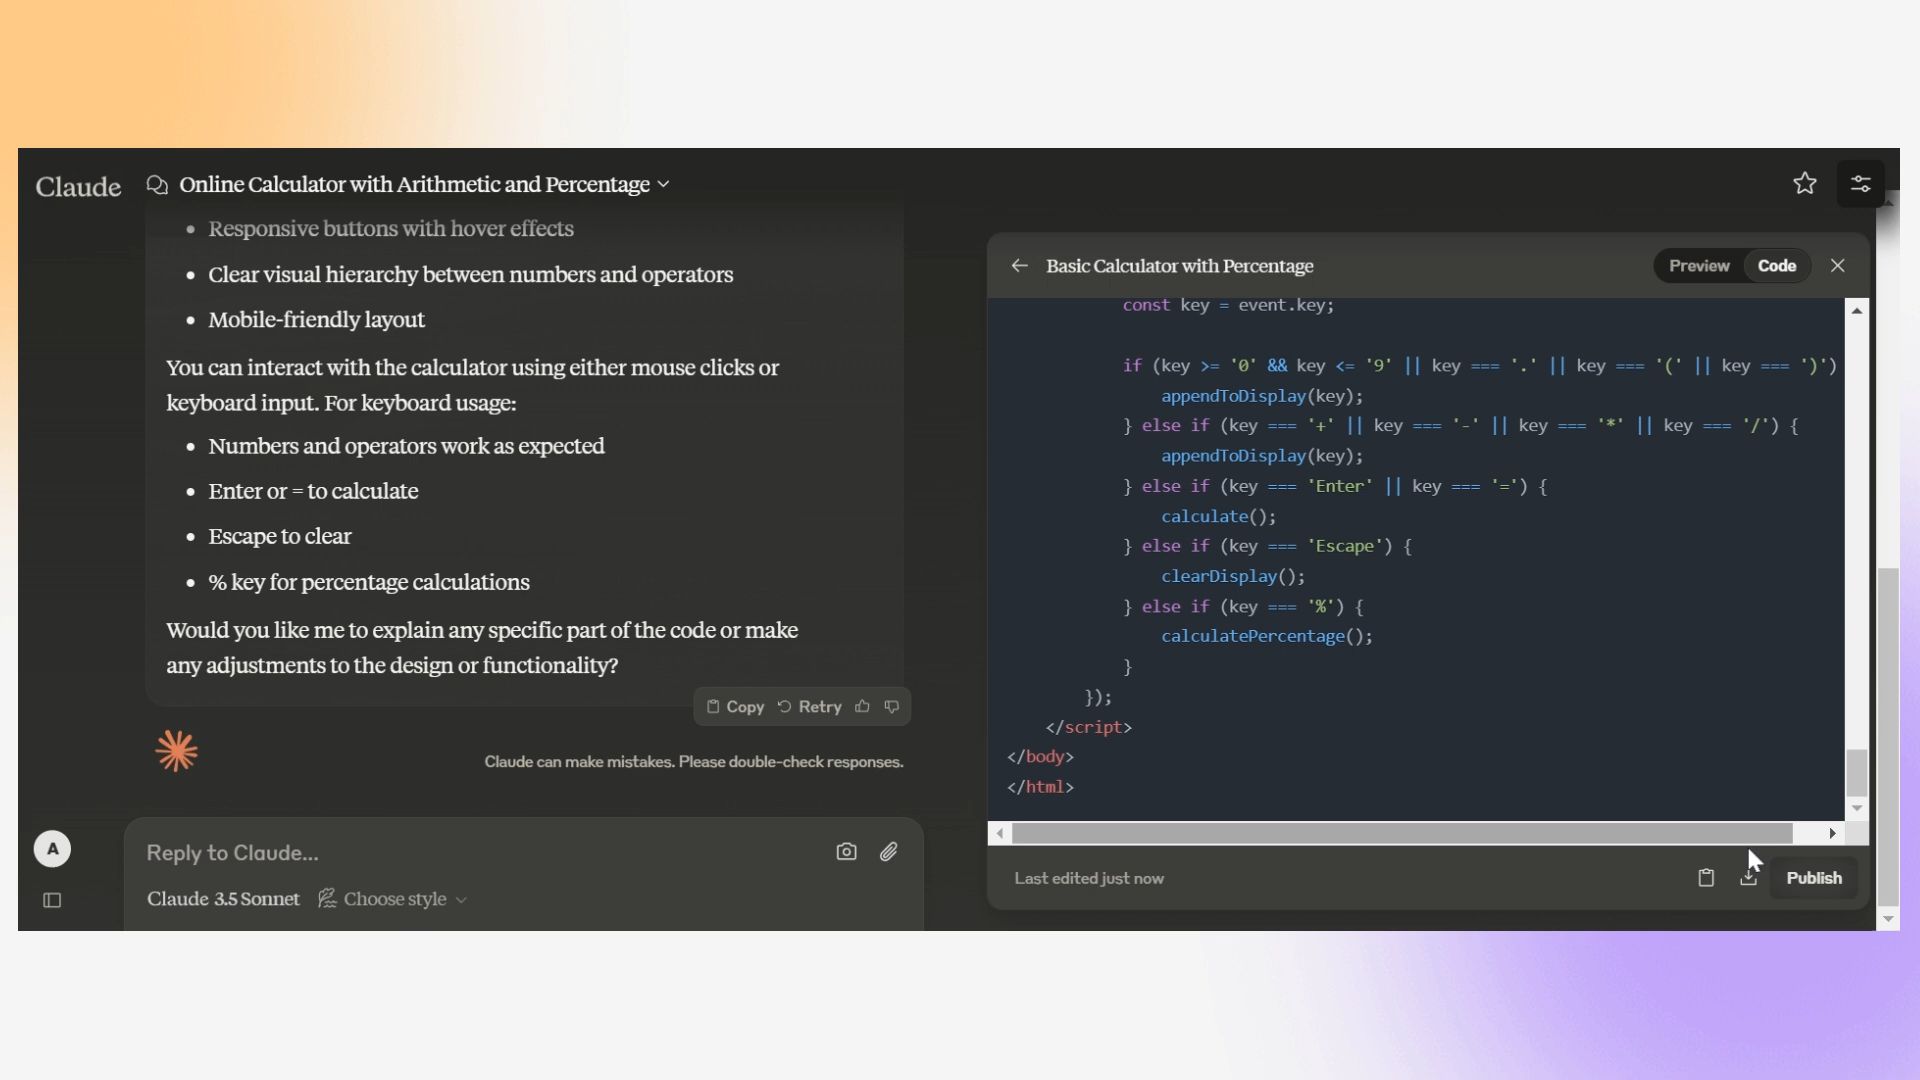 Claude
Online Calculator with Arithmetic and Percentage
Responsive buttons with hover effects
Clear visual hierarchy between numbers and operators
Mobile-friendly layout
You can interact with the calculator using either mouse clicks or
keyboard input. For keyboard usage:
Numbers and operators work as expected
Enter or = to calculate
Escape to clear
% key for percentage calculations
Would you like me to explain any specific part of the code or make
any adjustments to the design or functionality?
Copy Retry
Claude can make mistakes. Please double-check responses.
A
Reply to Claude...
Claude 3.5 Sonnet Choose style
Basic Calculator with Percentage
Preview Code
const key = event.key;
if (key >= '0' && key <= '9' || key === '.' || key === '(' || key === ')')
appendToDisplay(key);
} else if (key === '+' || key === '-' || key === '*' || key === '/') {
appendToDisplay(key);
} else if (key === 'Enter' || key === '=') {
calculate();
} else if (key === 'Escape') {
clearDisplay();
} else if (key === '%') {
calculatePercentage();
}
});
</script>
</body>
</html>
Last edited just now
Publish